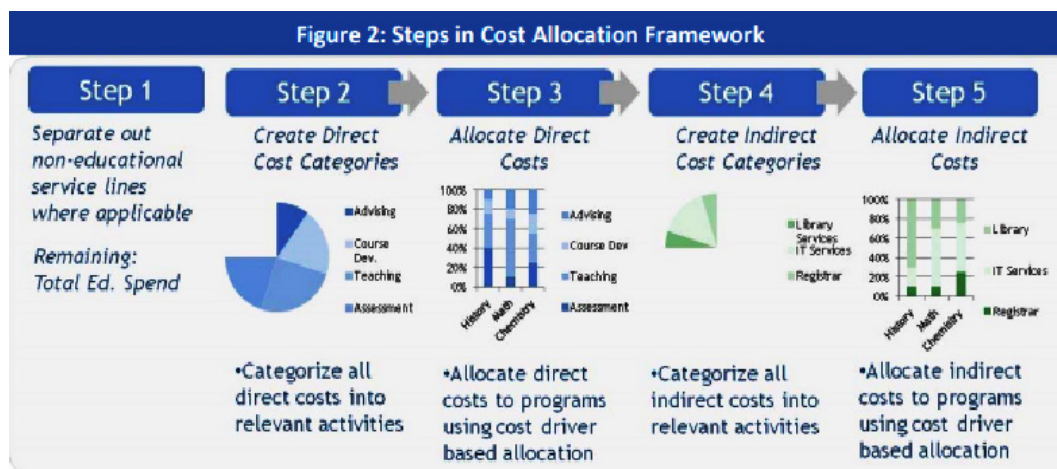 Figure 2: Steps in Cost Allocation Framework
Step 1
Separate out
non-educational
service lines
where applicable
Remaining:
Total Ed. Spend
Step 2
Create Direct
Cost Categories
Advising
Course
Dev.
Teaching
Assessment
•Categorize all
direct costs into
relevant activities
Step 3
Allocate Direct
Costs
100%
80%
60%
40%
20%
0%
History
Math
Chemistry
Advising
Course Dev
Teaching
Assessment
•Allocate direct
costs to programs
using cost driver
based allocation
Step 4
Create Indirect
Cost Categories
Library
Services
IT Services
Registrar
•Categorize all
indirect costs into
relevant activities
Step 5
Allocate Indirect
Costs
100%
80%
60%
40%
20%
0%
History
Math
Chemistry
Library
IT Services
Registrar
•Allocate indirect
costs to programs
using cost driver
based allocation